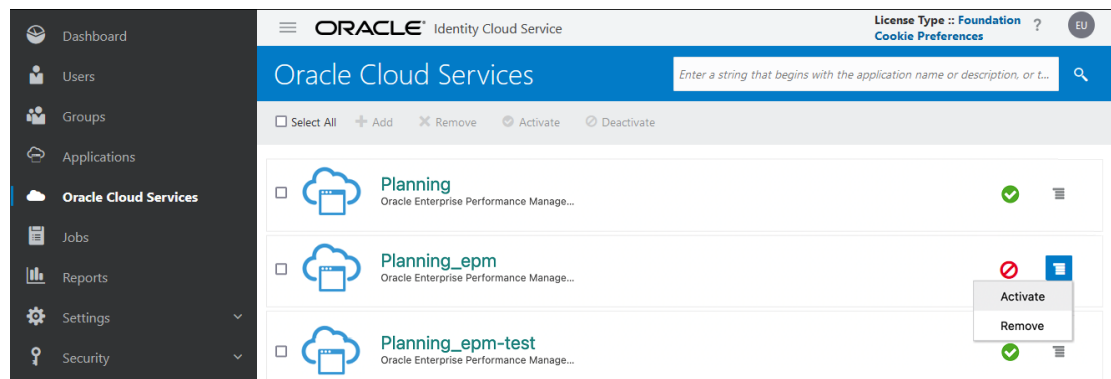 Dashboard
Users
Groups
Applications
Oracle Cloud Services
Jobs
Reports
Settings
Security
ORACLE® Identity Cloud Service
License Type :: Foundation
Cookie Preferences
?
EU
Oracle Cloud Services
Enter a string that begins with the application name or description, or t...
Select All
Add
Remove
Activate
Deactivate
Planning
Oracle Enterprise Performance Manage...
Planning_epm
Oracle Enterprise Performance Manage...
Activate
Remove
Planning_epm-test
Oracle Enterprise Performance Manage...